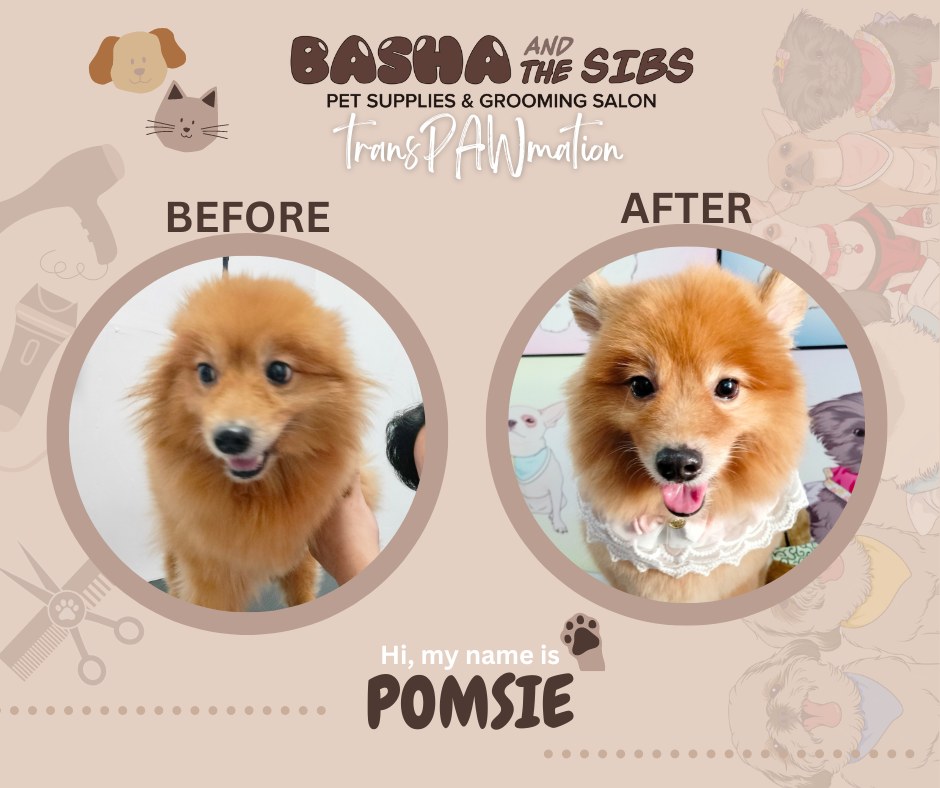 BASHA AND THE SIBS
PET SUPPLIES & GROOMING SALON
TransPAWmation
BEFORE
AFTER
Hi, my name is
POMSIE